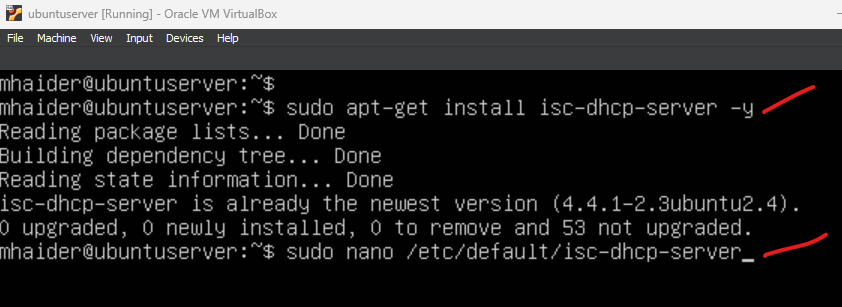 ubuntuserver [Running] - Oracle VM VirtualBox
File Machine View Input Devices Help
mhaider@ubuntuserver:~$
mhaider@ubuntuserver:~$ sudo apt-get install isc-dhcp-server -y
Reading package lists... Done
Building dependency tree... Done
Reading state information... Done
isc-dhcp-server is already the newest version (4.4.1-2.3ubuntu2.4).
0 upgraded, 0 newly installed, 0 to remove and 53 not upgraded.
mhaider@ubuntuserver:~$ sudo nano /etc/default/isc-dhcp-server_